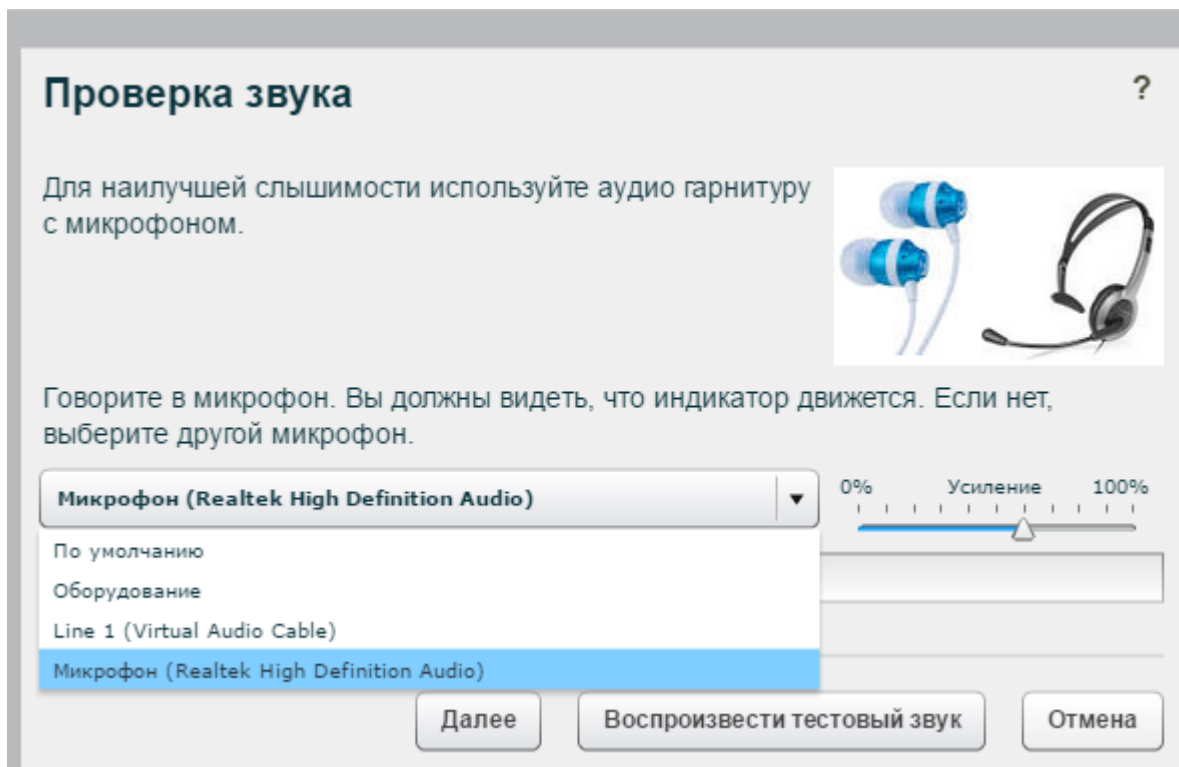 Проверка звука
?
Для наилучшей слышимости используйте аудио гарнитуру
с микрофоном.
Говорите в микрофон. Вы должны видеть, что индикатор движется. Если нет,
выберите другой микрофон.
Микрофон (Realtek High Definition Audio)
0% Усиление 100%
По умолчанию
Оборудование
Line 1 (Virtual Audio Cable)
Микрофон (Realtek High Definition Audio)
Далее Воспроизвести тестовый звук Отмена